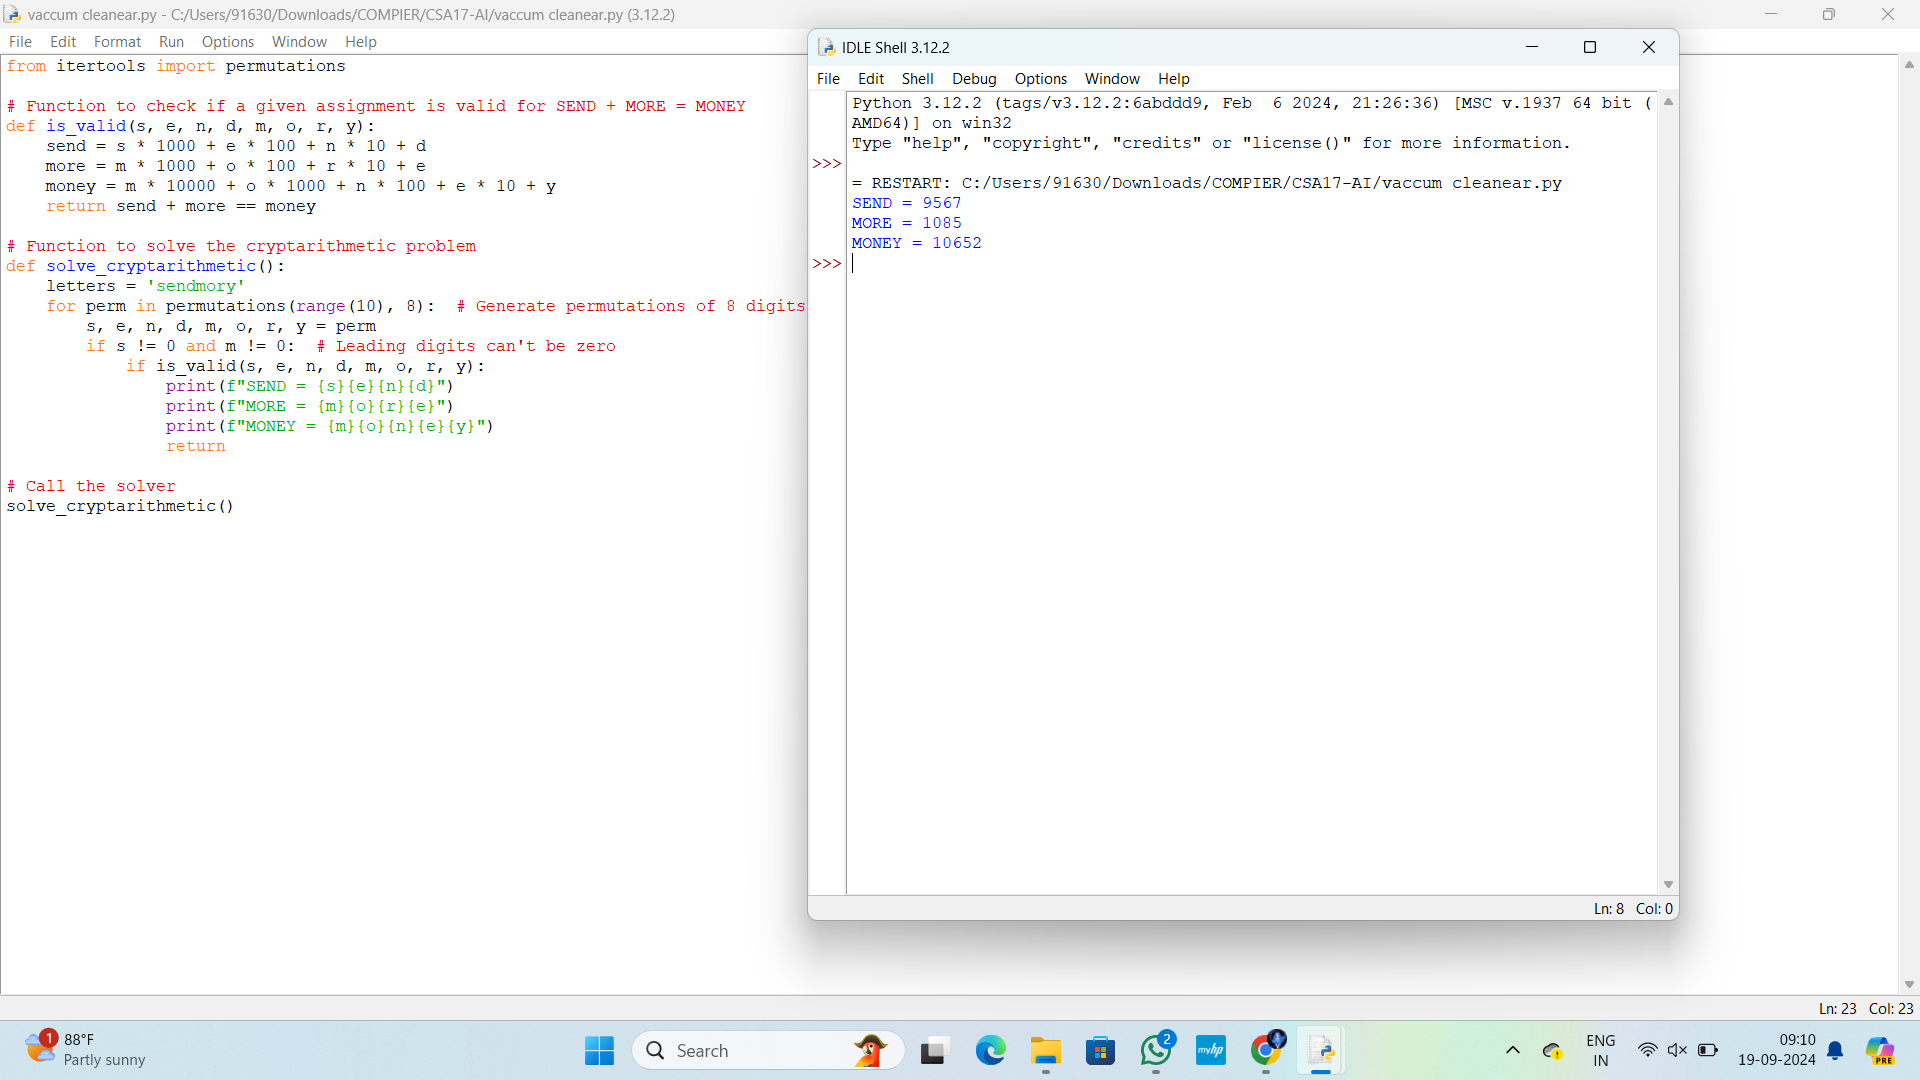 vaccum cleanear.py - C:/Users/91630/Downloads/COMPIER/CSA17-AI/vaccum cleanear.py (3.12.2)
File Edit Format Run Options Window Help
from itertools import permutations
# Function to check if a given assignment is valid for SEND + MORE = MONEY
def is_valid(s, e, n, d, m, o, r, y):
    send = s * 1000 + e * 100 + n * 10 + d
    more = m * 1000 + o * 100 + r * 10 + e
    money = m * 10000 + o * 1000 + n * 100 + e * 10 + y
    return send + more == money
# Function to solve the cryptarithmetic problem
def solve_cryptarithmetic():
    letters = 'sendmory'
    for perm in permutations(range(10), 8):  # Generate permutations of 8 digits
        s, e, n, d, m, o, r, y = perm
        if s != 0 and m != 0:  # Leading digits can't be zero
            if is_valid(s, e, n, d, m, o, r, y):
                print(f"SEND = {s}{e}{n}{d}")
                print(f"MORE = {m}{o}{r}{e}")
                print(f"MONEY = {m}{o}{n}{e}{y}")
                return
# Call the solver
solve_cryptarithmetic()
Ln: 23 Col: 23
IDLE Shell 3.12.2
File Edit Shell Debug Options Window Help
Python 3.12.2 (tags/v3.12.2:6abddd9, Feb  6 2024, 21:26:36) [MSC v.1937 64 bit (
AMD64)] on win32
Type "help", "copyright", "credits" or "license()" for more information.
>>>
= RESTART: C:/Users/91630/Downloads/COMPIER/CSA17-AI/vaccum cleanear.py
SEND = 9567
MORE = 1085
MONEY = 10652
>>>
Ln: 8 Col: 0
1
88°F
Partly sunny
Search
2
myhp
ENG
IN
09:10
19-09-2024
PRE